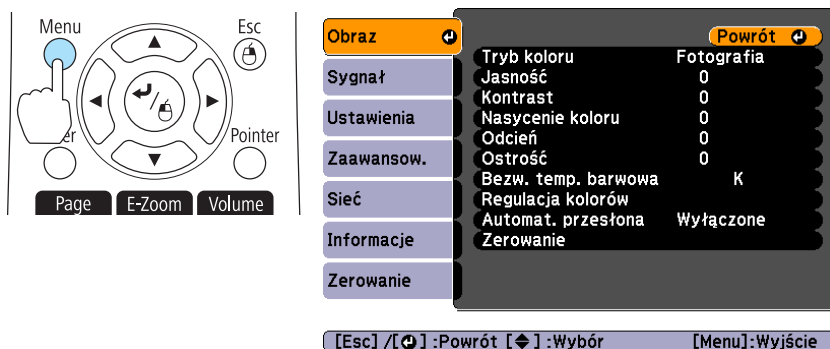 Menu
Esc
Pointer
Page
E-Zoom
Volume
Obraz
Sygnał
Ustawienia
Zaawansow.
Sieć
Informacje
Zerowanie
Powrót
Tryb koloru Fotografia
Jasność 0
Kontrast 0
Nasycenie koloru 0
Odcień 0
Ostrość 0
Bezw. temp. barwowa K
Regulacja kolorów
Automat. przesłona Wyłączone
Zerowanie
[Esc] /[ ] :Powrót [ ] :Wybór [Menu]:Wyjście